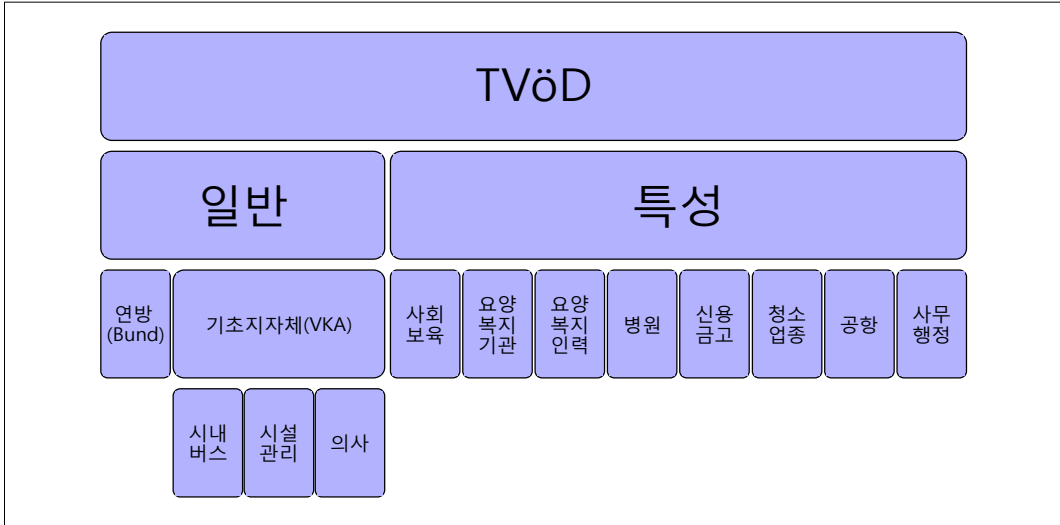 TVöD
일반
특성
연방
(Bund)
기초지자체(VKA)
사회
보육
요양
복지
기관
요양
복지
인력
병원
신용
금고
청소
업종
공항
사무
행정
시내
버스
시설
관리
의사